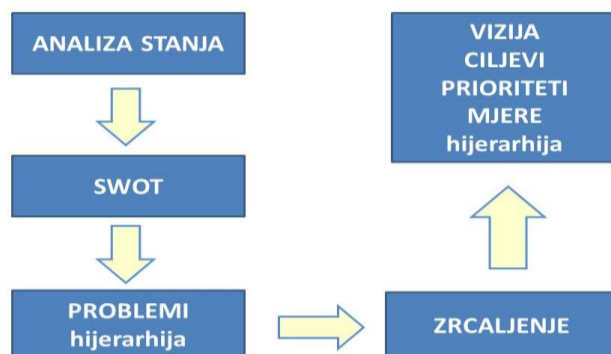 ANALIZA STANJA
SWOT
PROBLEMI
hijerarhija
ZRCALJENJE
VIZIJA
CILJEVI
PRIORITETI
MJERE
hijerarhija